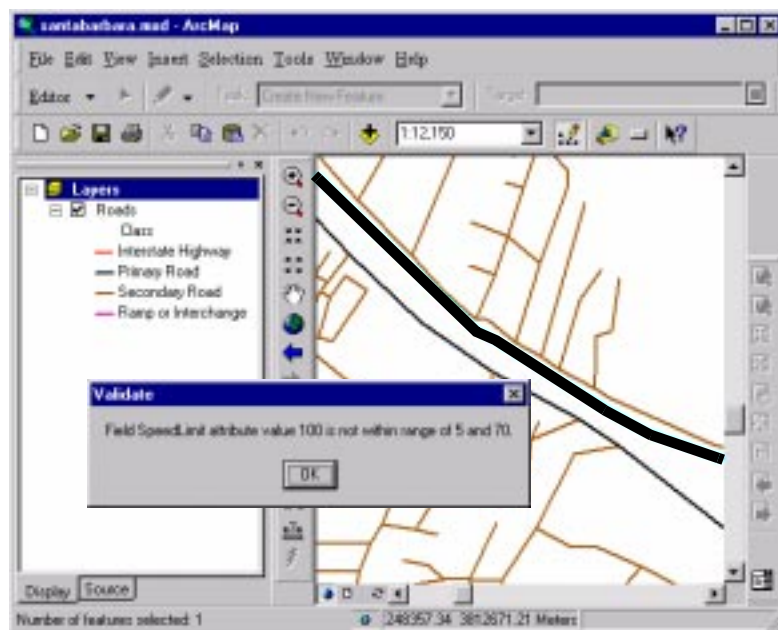 santabarbara.mxd - ArcMap
File Edit View Insert Selection Tools Window Help
Editor Task: Create New Feature Target:
1:12,150
Layers
Roads
Class
Interstate Highway
Primary Road
Secondary Road
Ramp or Interchange
Validate
Field SpeedLimit attribute value 100 is not within range of 5 and 70.
OK
Display Source
Number of features selected: 1 248357.34 3812671.21 Meters